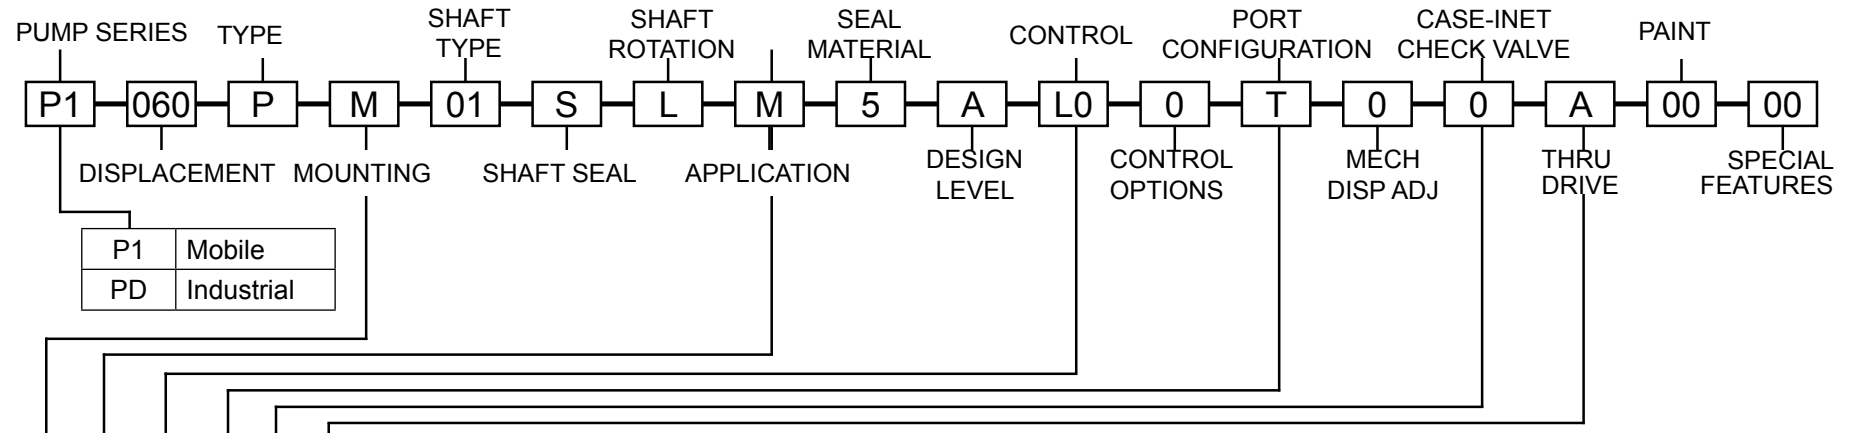 PUMP SERIES TYPE SHAFT TYPE SHAFT ROTATION SEAL MATERIAL CONTROL PORT CONFIGURATION CASE-INET CHECK VALVE PAINT
P1 060 P M 01 S L M 5 A L0 0 T 0 0 A 00 00
DISPLACEMENT MOUNTING SHAFT SEAL APPLICATION DESIGN LEVEL CONTROL OPTIONS MECH DISP ADJ THRU DRIVE SPECIAL FEATURES
P1 Mobile
PD Industrial